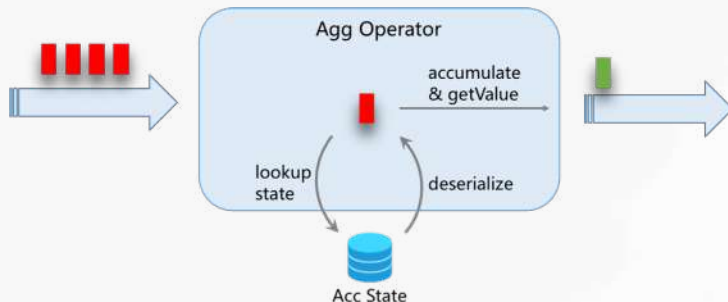 Agg Operator
accumulate
& getValue
lookup
state
deserialize
Acc State